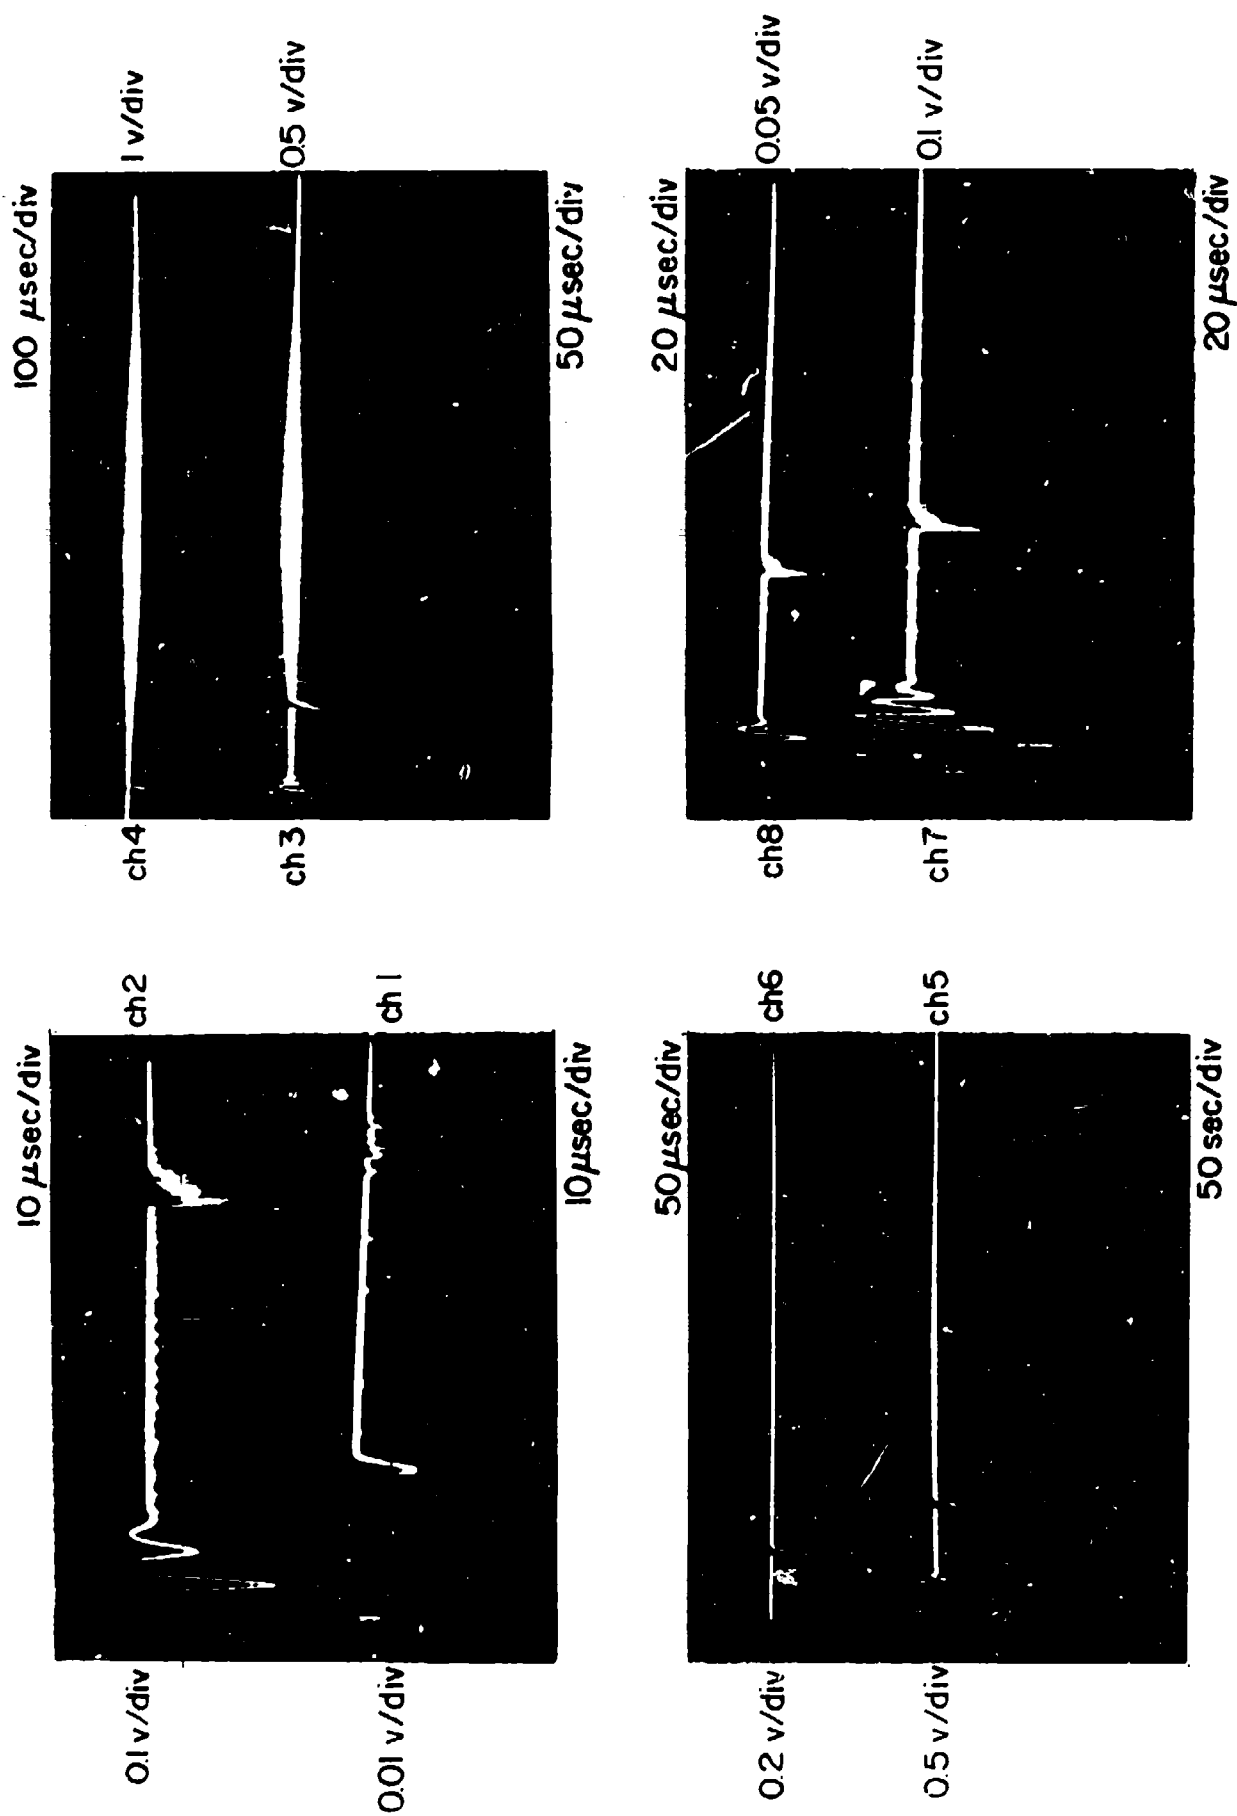 10 µsec/div
0.1 v/div
ch2
0.01 v/div
ch1
10 µsec/div
100 µsec/div
ch4
1 v/div
ch3
0.5 v/div
50 µsec/div
50 µsec/div
0.2 v/div
ch6
0.5 v/div
ch5
50 sec/div
20 µsec/div
ch8
0.05 v/div
ch7
0.1 v/div
20 µsec/div